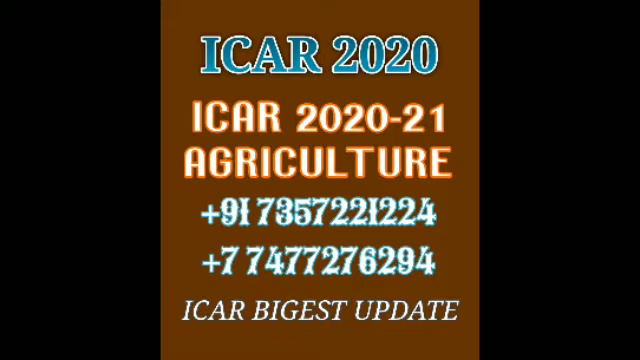 ICAR 2020
ICAR 2020-21
AGRICULTURE
+91 7357221224
+7 7477276294
ICAR BIGEST UPDATE